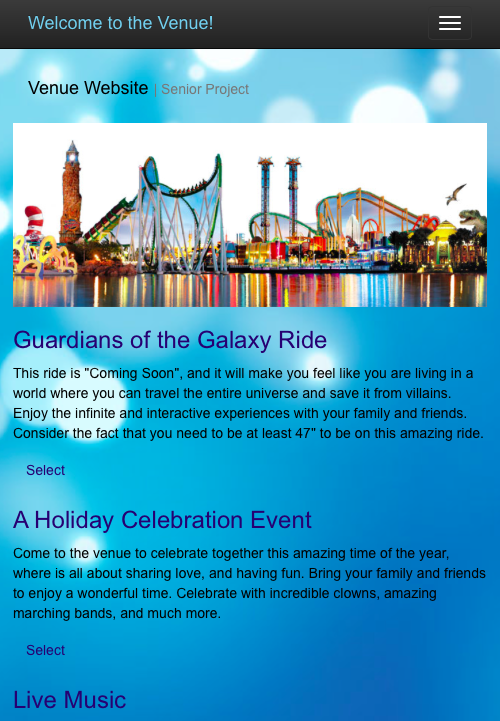 Welcome to the Venue!
Venue Website | Senior Project
Guardians of the Galaxy Ride
This ride is "Coming Soon", and it will make you feel like you are living in a
world where you can travel the entire universe and save it from villains.
Enjoy the infinite and interactive experiences with your family and friends.
Consider the fact that you need to be at least 47" to be on this amazing ride.
Select
A Holiday Celebration Event
Come to the venue to celebrate together this amazing time of the year,
where is all about sharing love, and having fun. Bring your family and friends
to enjoy a wonderful time. Celebrate with incredible clowns, amazing
marching bands, and much more.
Select
Live Music